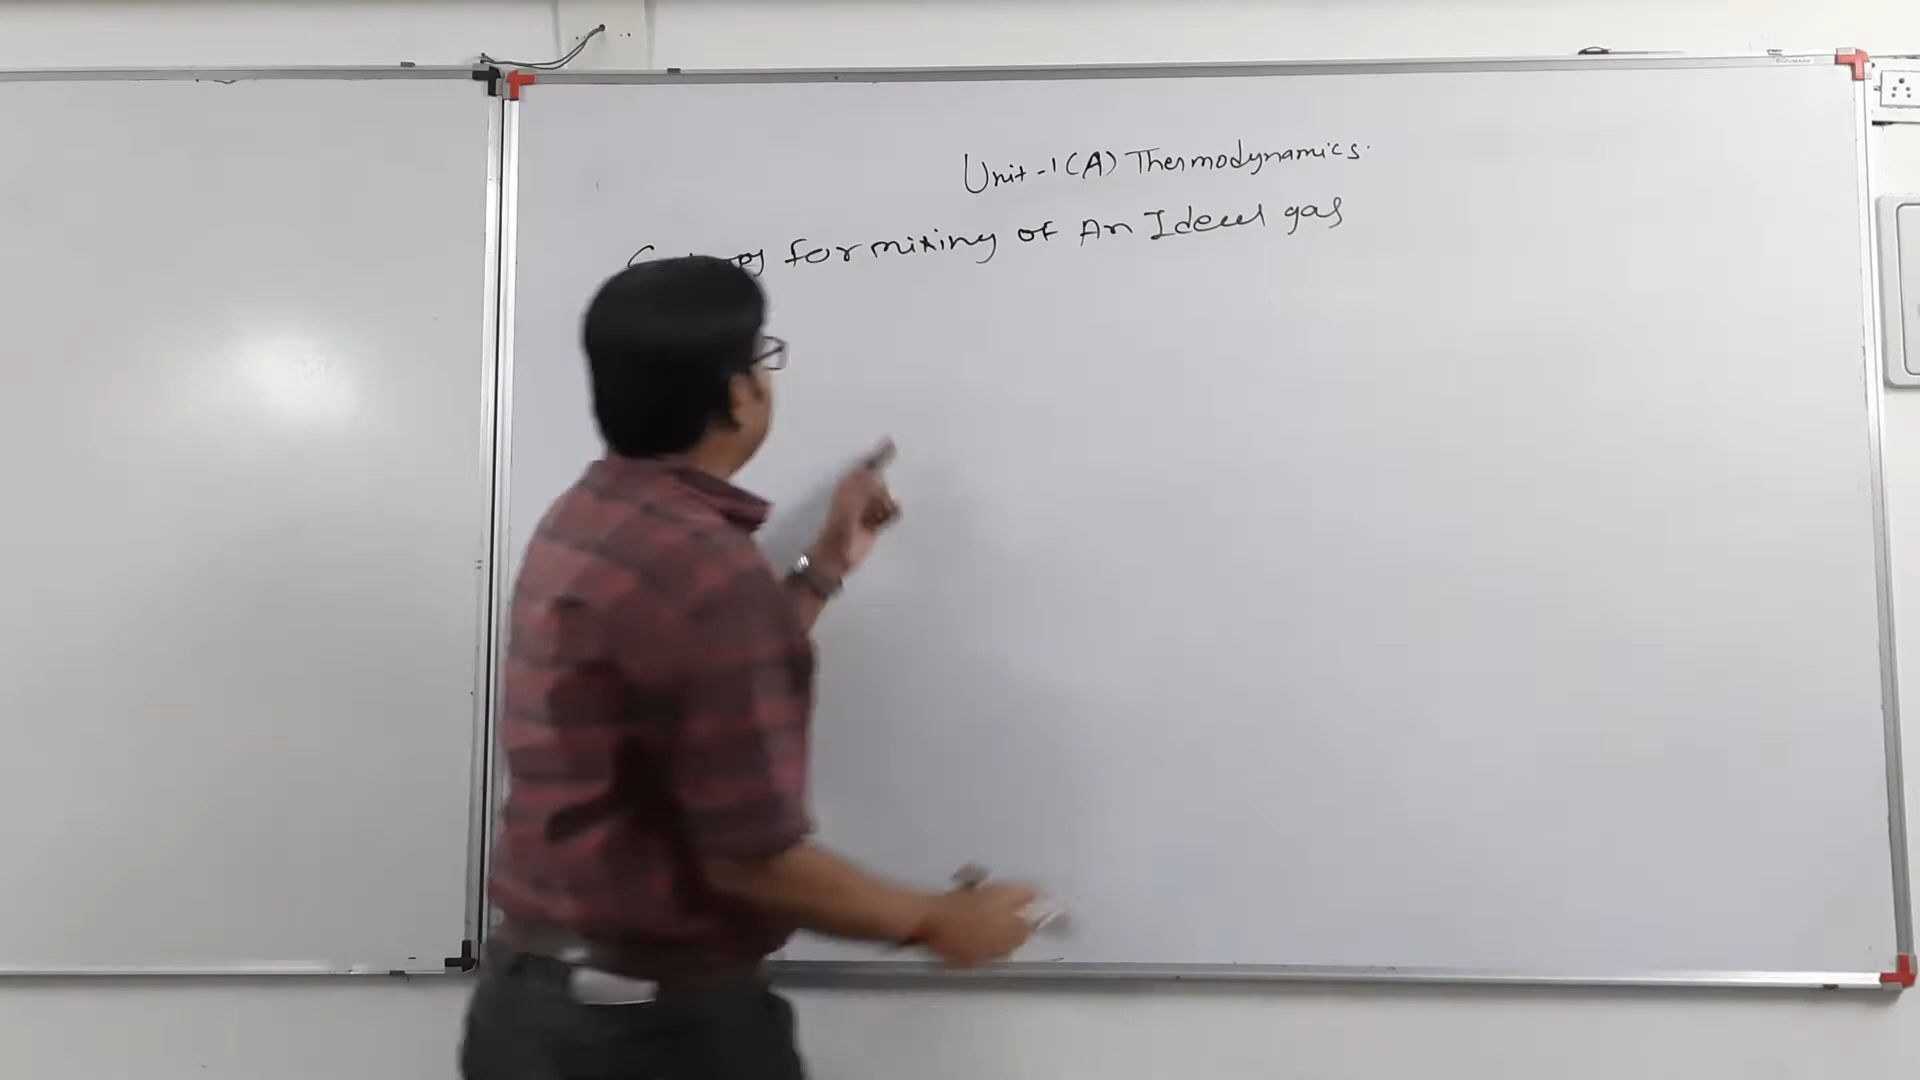 Unit-1(A) Thermodynamics.
for mixing of An Ideal gas